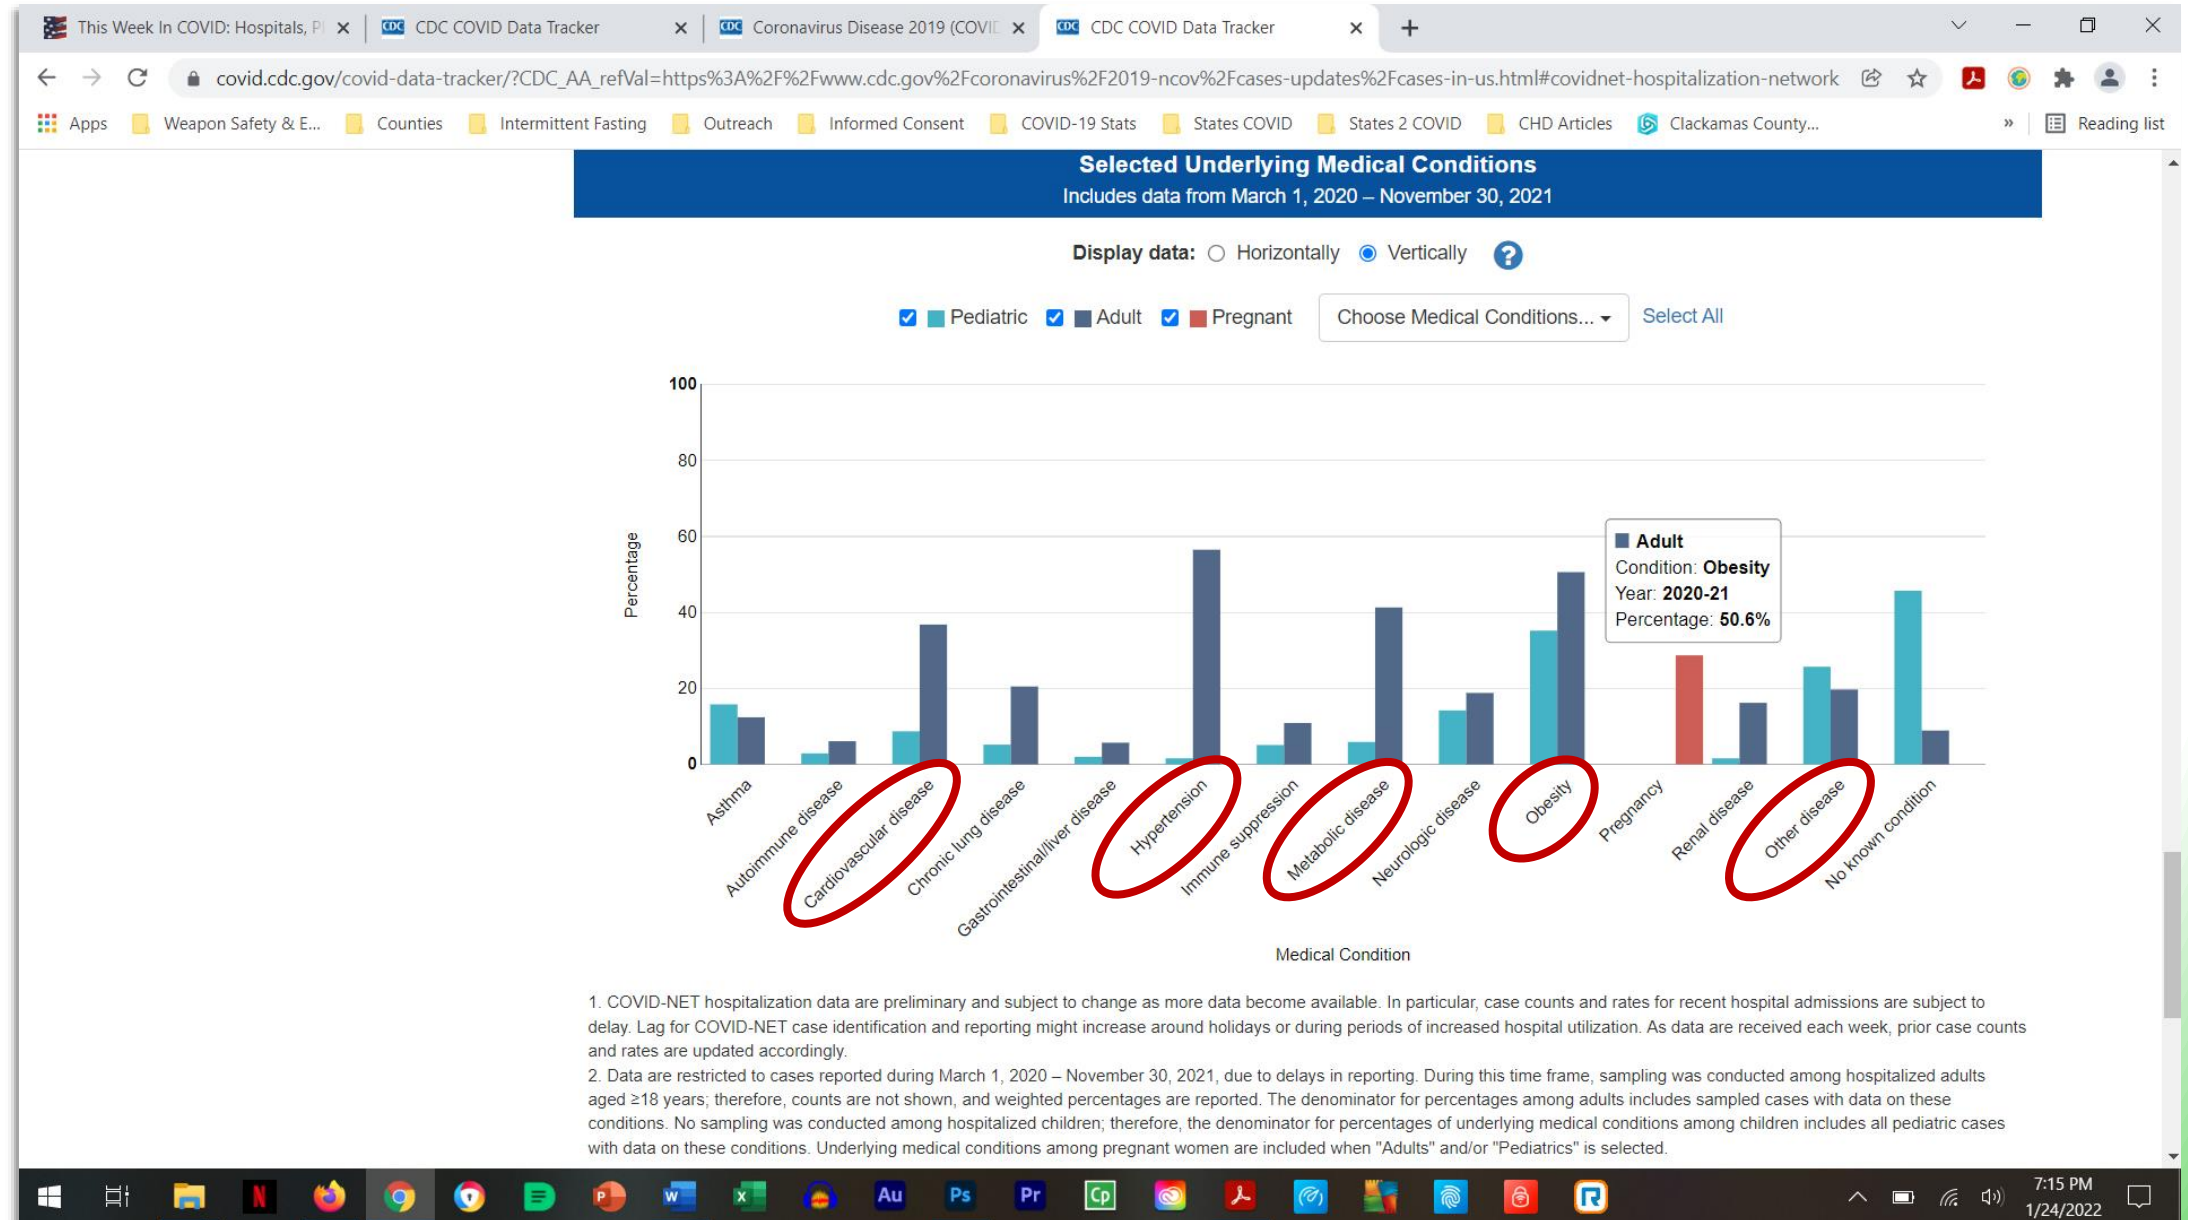 This Week In COVID: Hospitals, P
CDC COVID Data Tracker
Coronavirus Disease 2019 (COVI
CDC COVID Data Tracker
covid.cdc.gov/covid-data-tracker/?CDC_AA_refVal=https%3A%2F%2Fwww.cdc.gov%2Fcoronavirus%2F2019-ncov%2Fcases-updates%2Fcases-in-us.html#covidnet-hospitalization-network
Apps Weapon Safety & E... Counties Intermittent Fasting Outreach Informed Consent COVID-19 Stats States COVID States 2 COVID CHD Articles Clackamas County... » Reading list
Selected Underlying Medical Conditions
Includes data from March 1, 2020 – November 30, 2021
Display data: Horizontally Vertically ?
Pediatric Adult Pregnant Choose Medical Conditions... Select All
100
80
60
40
20
0
Percentage
Adult
Condition: Obesity
Year: 2020-21
Percentage: 50.6%
Asthma
Autoimmune disease
Cardiovascular disease
Chronic lung disease
Gastrointestinal/liver disease
Hypertension
Immune suppression
Metabolic disease
Neurologic disease
Obesity
Pregnancy
Renal disease
Other disease
No known condition
Medical Condition
1. COVID-NET hospitalization data are preliminary and subject to change as more data become available. In particular, case counts and rates for recent hospital admissions are subject to
delay. Lag for COVID-NET case identification and reporting might increase around holidays or during periods of increased hospital utilization. As data are received each week, prior case counts
and rates are updated accordingly.
2. Data are restricted to cases reported during March 1, 2020 – November 30, 2021, due to delays in reporting. During this time frame, sampling was conducted among hospitalized adults
aged ≥18 years; therefore, counts are not shown, and weighted percentages are reported. The denominator for percentages among adults includes sampled cases with data on these
conditions. No sampling was conducted among hospitalized children; therefore, the denominator for percentages of underlying medical conditions among children includes all pediatric cases
with data on these conditions. Underlying medical conditions among pregnant women are included when "Adults" and/or "Pediatrics" is selected.
Au Ps Pr Cp
7:15 PM
1/24/2022